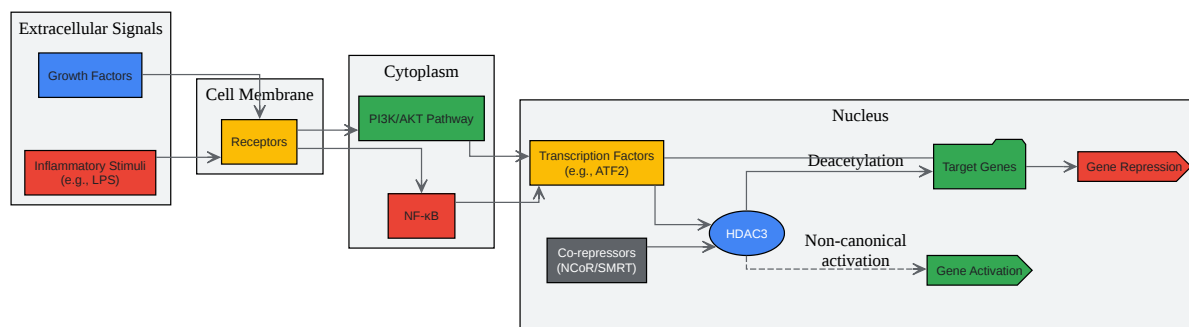 Extracellular Signals
Growth Factors
Inflammatory Stimuli
(e.g., LPS)
Cell Membrane
Receptors
Cytoplasm
PI3K/AKT Pathway
NF-κB
Nucleus
Transcription Factors
(e.g., ATF2)
Co-repressors
(NCoR/SMRT)
HDAC3
Deacetylation
Target Genes
Gene Repression
Non-canonical
activation
Gene Activation